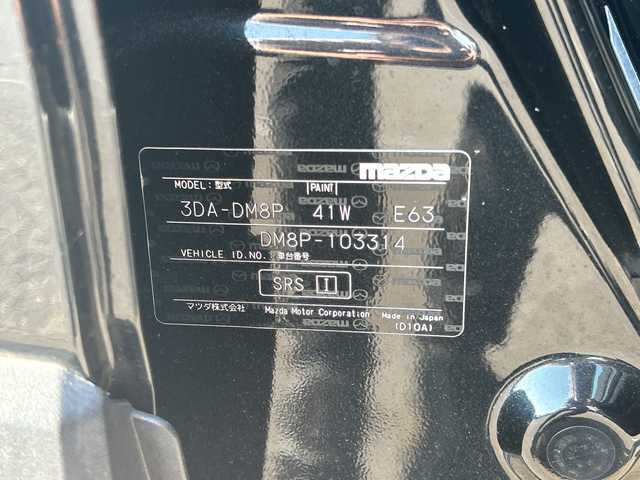 mazda
MODEL: 型式 PAINT
3DA-DM8P 41W E63
DM8P-103314
VEHICLE ID.NO. 車台番号
SRS I
マツダ株式会社 Mazda Motor Corporation Made in Japan
(D10A)